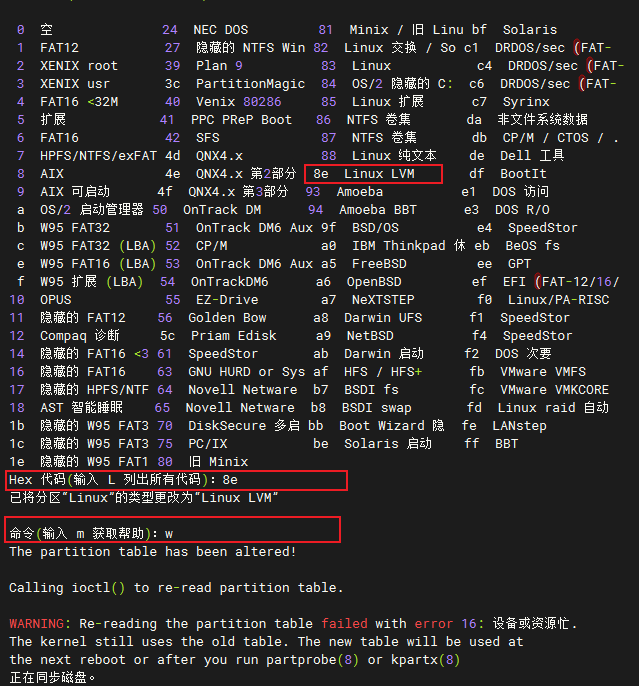 0 空 24 NEC DOS 81 Minix / 旧 Linu bf Solaris
1 FAT12 27 隐藏的 NTFS Win 82 Linux 交换 / So c1 DRDOS/sec (FAT-
2 XENIX root 39 Plan 9 83 Linux c4 DRDOS/sec (FAT-
3 XENIX usr 3c PartitionMagic 84 OS/2 隐藏的 C: c6 DRDOS/sec (FAT-
4 FAT16 <32M 40 Venix 80286 85 Linux 扩展 c7 Syrinx
5 扩展 41 PPC PReP Boot 86 NTFS 卷集 da 非文件系统数据
6 FAT16 42 SFS 87 NTFS 卷集 db CP/M / CTOS / .
7 HPFS/NTFS/exFAT 4d QNX4.x 88 Linux 纯文本 de Dell 工具
8 AIX 4e QNX4.x 第2部分 8e Linux LVM df BootIt
9 AIX 可启动 4f QNX4.x 第3部分 93 Amoeba e1 DOS 访问
a OS/2 启动管理器 50 OnTrack DM 94 Amoeba BBT e3 DOS R/O
b W95 FAT32 51 OnTrack DM6 Aux 9f BSD/OS e4 SpeedStor
c W95 FAT32 (LBA) 52 CP/M a0 IBM Thinkpad 休 eb BeOS fs
e W95 FAT16 (LBA) 53 OnTrack DM6 Aux a5 FreeBSD ee GPT
f W95 扩展 (LBA) 54 OnTrackDM6 a6 OpenBSD ef EFI (FAT-12/16/
10 OPUS 55 EZ-Drive a7 NeXTSTEP f0 Linux/PA-RISC
11 隐藏的 FAT12 56 Golden Bow a8 Darwin UFS f1 SpeedStor
12 Compaq 诊断 5c Priam Edisk a9 NetBSD f4 SpeedStor
14 隐藏的 FAT16 <3 61 SpeedStor ab Darwin 启动 f2 DOS 次要
16 隐藏的 FAT16 63 GNU HURD or Sys af HFS / HFS+ fb VMware VMFS
17 隐藏的 HPFS/NTF 64 Novell Netware b7 BSDI fs fc VMware VMKCORE
18 AST 智能睡眠 65 Novell Netware b8 BSDI swap fd Linux raid 自动
1b 隐藏的 W95 FAT3 70 DiskSecure 多启 bb Boot Wizard 隐 fe LANstep
1c 隐藏的 W95 FAT3 75 PC/IX be Solaris 启动 ff BBT
1e 隐藏的 W95 FAT1 80 旧 Minix
Hex 代码(输入 L 列出所有代码)：8e
已将分区“Linux”的类型更改为“Linux LVM”
命令(输入 m 获取帮助)：w
The partition table has been altered!
Calling ioctl() to re-read partition table.
WARNING: Re-reading the partition table failed with error 16: 设备或资源忙.
The kernel still uses the old table. The new table will be used at
the next reboot or after you run partprobe(8) or kpartx(8)
正在同步磁盘。